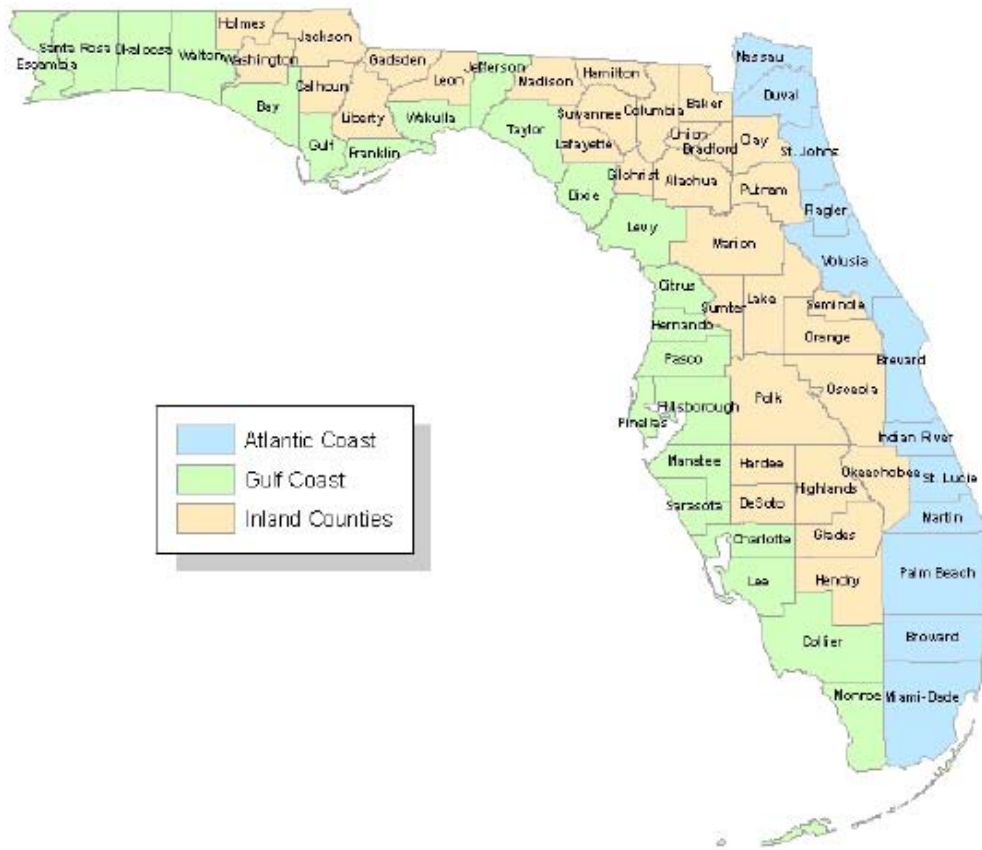 Holmes
Jackson
Nassau
Santa Rosa
Okaloosa
Walton
Escambia
Washington
Gadsden
Jefferson
Leon
Madison
Hamilton
Duval
Calhoun
Bay
Liberty
Wakulla
Suwannee
Columbia
Baker
Taylor
Union
Bradford
Clay
St. Johns
Gulf
Franklin
Lafayette
Gilchrist
Alachua
Putnam
Dixie
Flagler
Levy
Marion
Volusia
Citrus
Sumter
Lake
Seminole
Hernando
Orange
Pasco
Brevard
Osceola
Polk
Hillsborough
Pinellas
Indian River
Manatee
Hardee
Okeechobee
St. Lucie
Highlands
Sarasota
DeSoto
Martin
Charlotte
Glades
Lee
Hendry
Palm Beach
Collier
Broward
Monroe
Miami-Dade
Atlantic Coast
Gulf Coast
Inland Counties